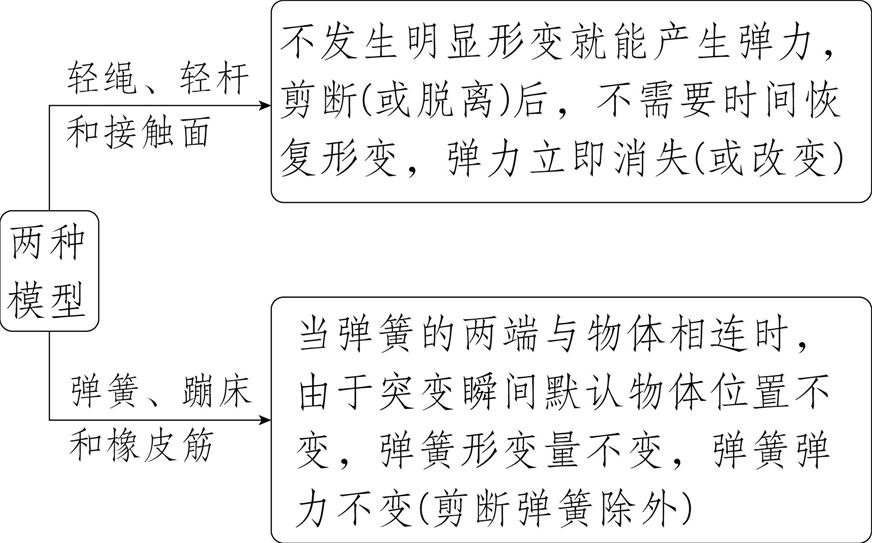 两种
模型
轻绳、轻杆
和接触面
不发生明显形变就能产生弹力，
剪断(或脱离)后，不需要时间恢
复形变，弹力立即消失(或改变)
弹簧、蹦床
和橡皮筋
当弹簧的两端与物体相连时，
由于突变瞬间默认物体位置不
变，弹簧形变量不变，弹簧弹
力不变(剪断弹簧除外)